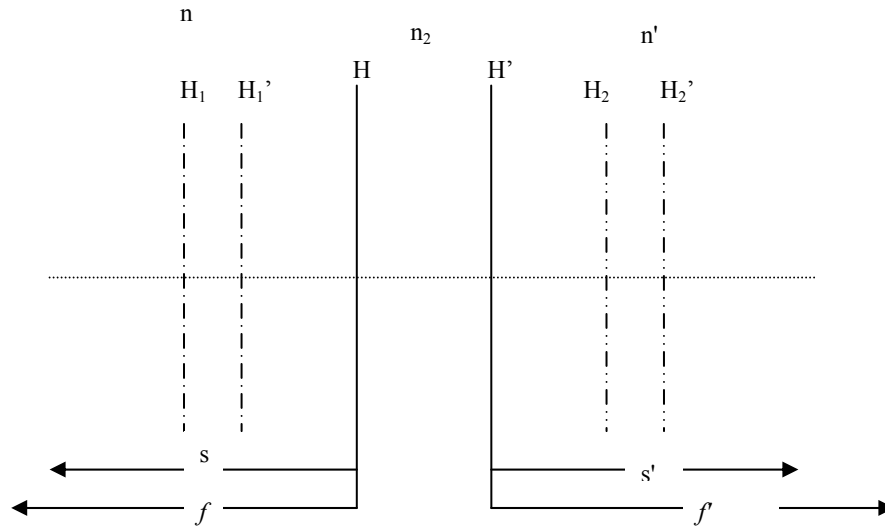 n n₂ n'
H H'
H₁ H₁' H₂ H₂'
s s'
f f'